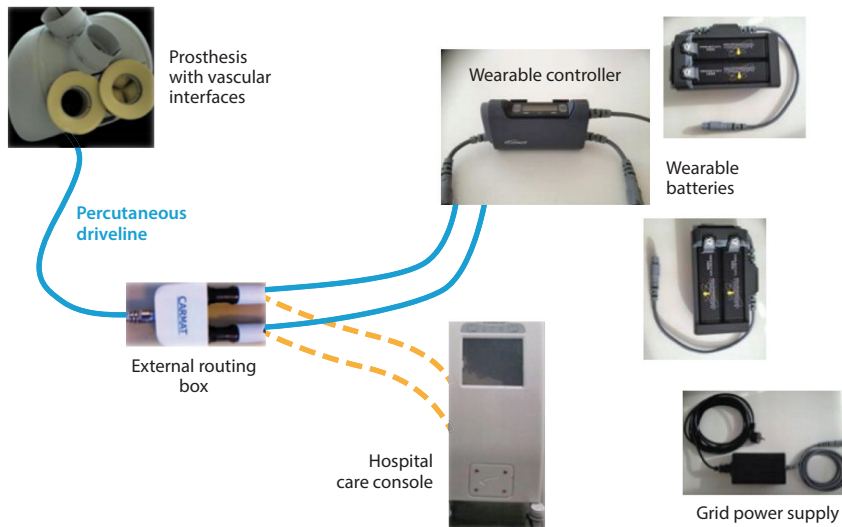 Prosthesis
with vascular
interfaces
Wearable controller
Wearable
batteries
Percutaneous
driveline
CARMAT
External routing
box
Hospital
care console
Grid power supply